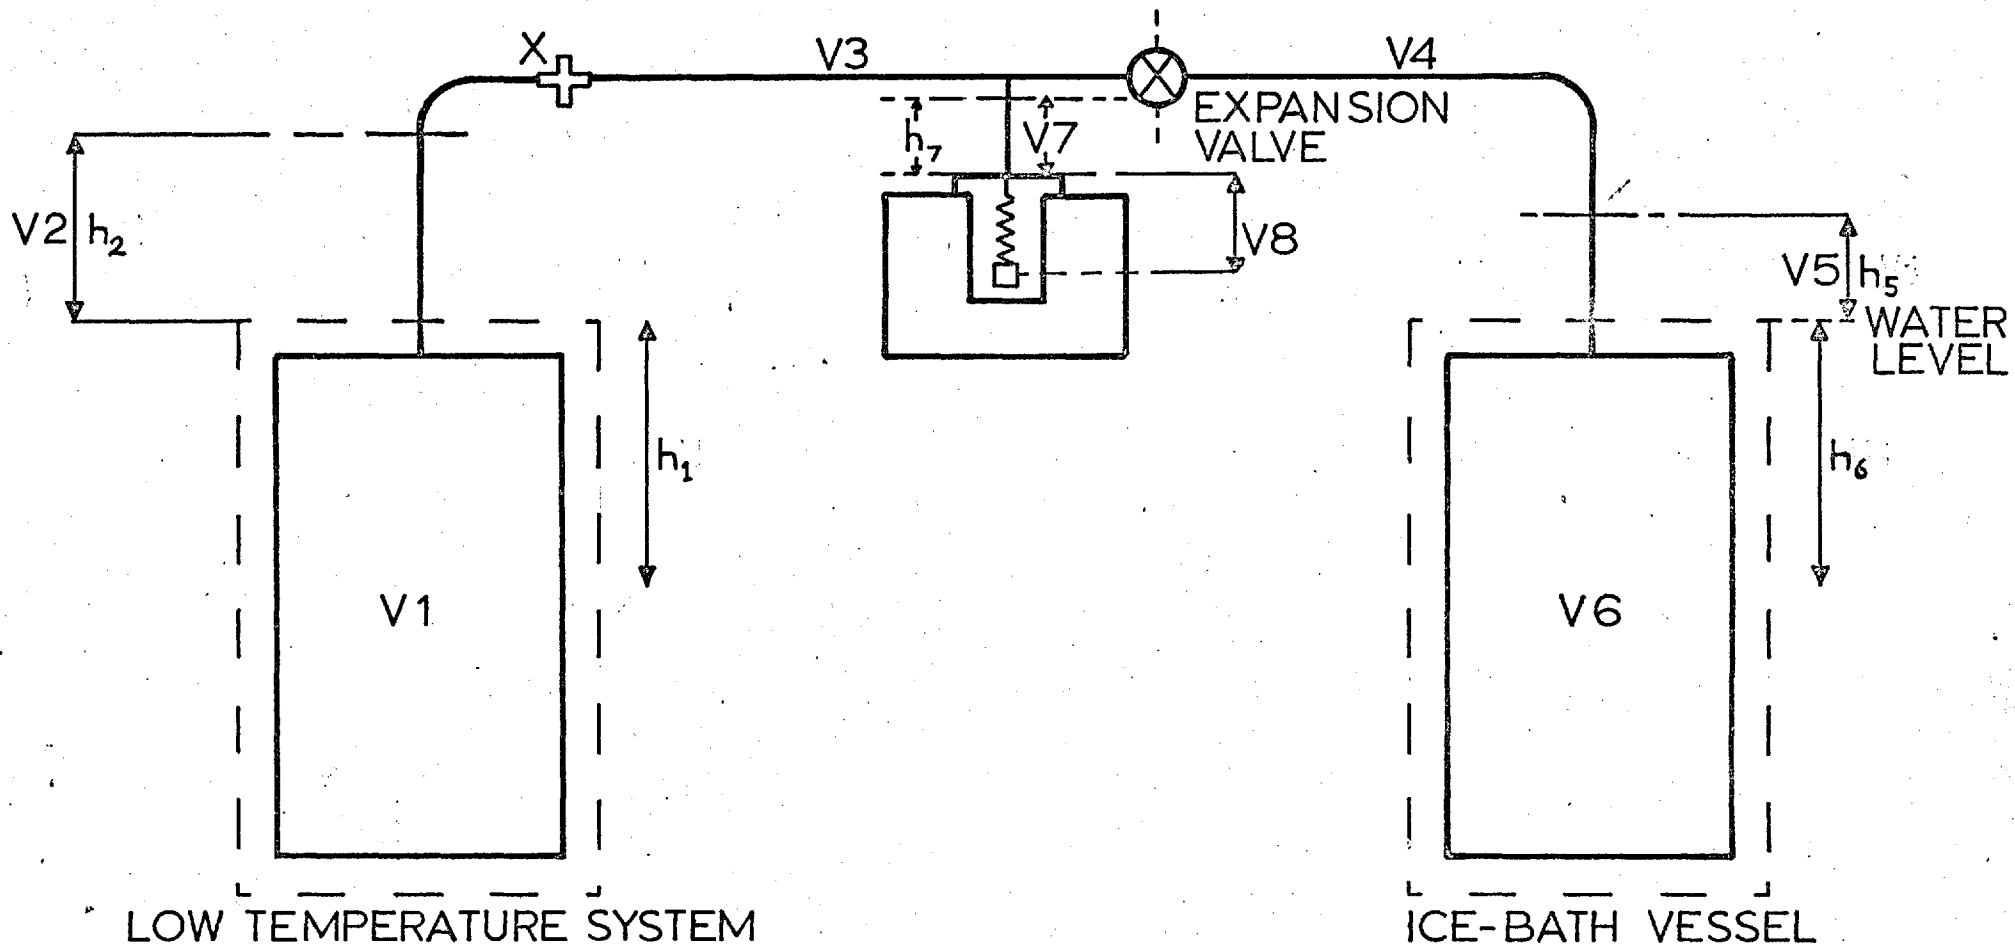 X
V3
V4
EXPANSION
VALVE
h₇
V7
V2 h₂
V8
V5 h₅
WATER
LEVEL
h₁
h₆
V1
V6
LOW TEMPERATURE SYSTEM
ICE-BATH VESSEL